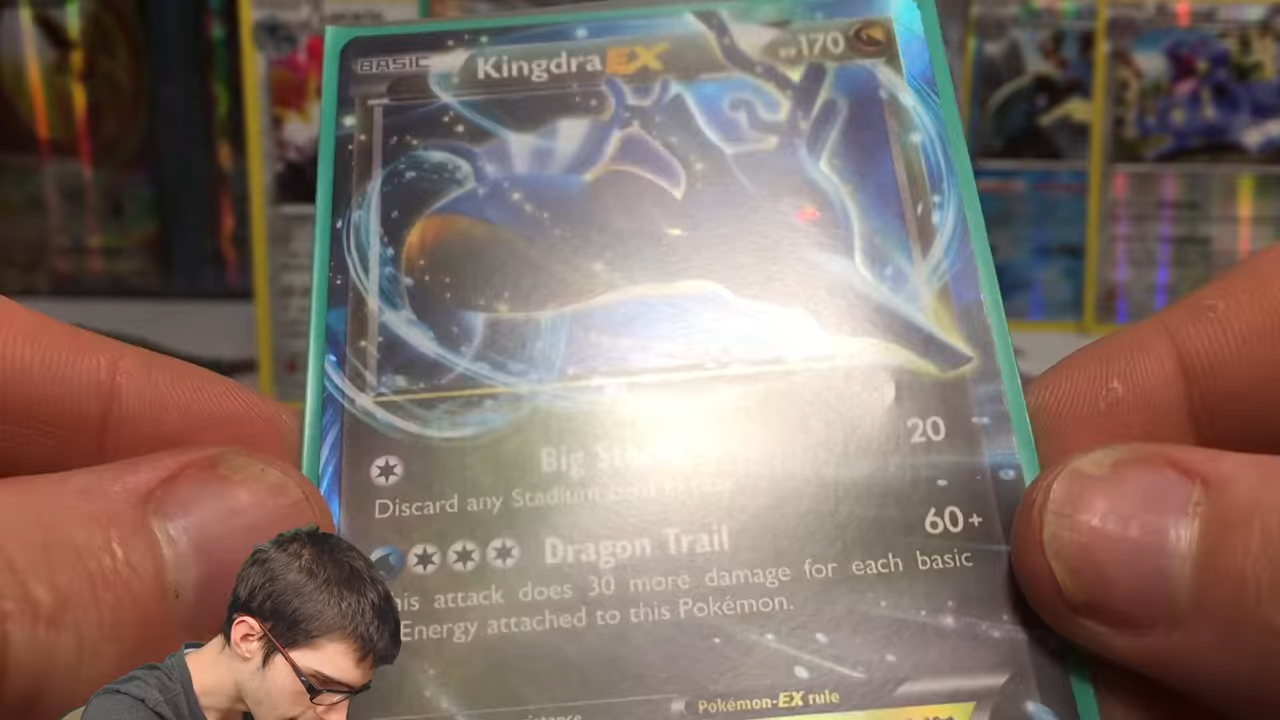 BASIC Kingdra EX HP170
Big 20
Discard any Stadium
Dragon Trail 60+
his attack does 30 more damage for each basic
Energy attached to this Pokémon.
Pokémon-EX rule